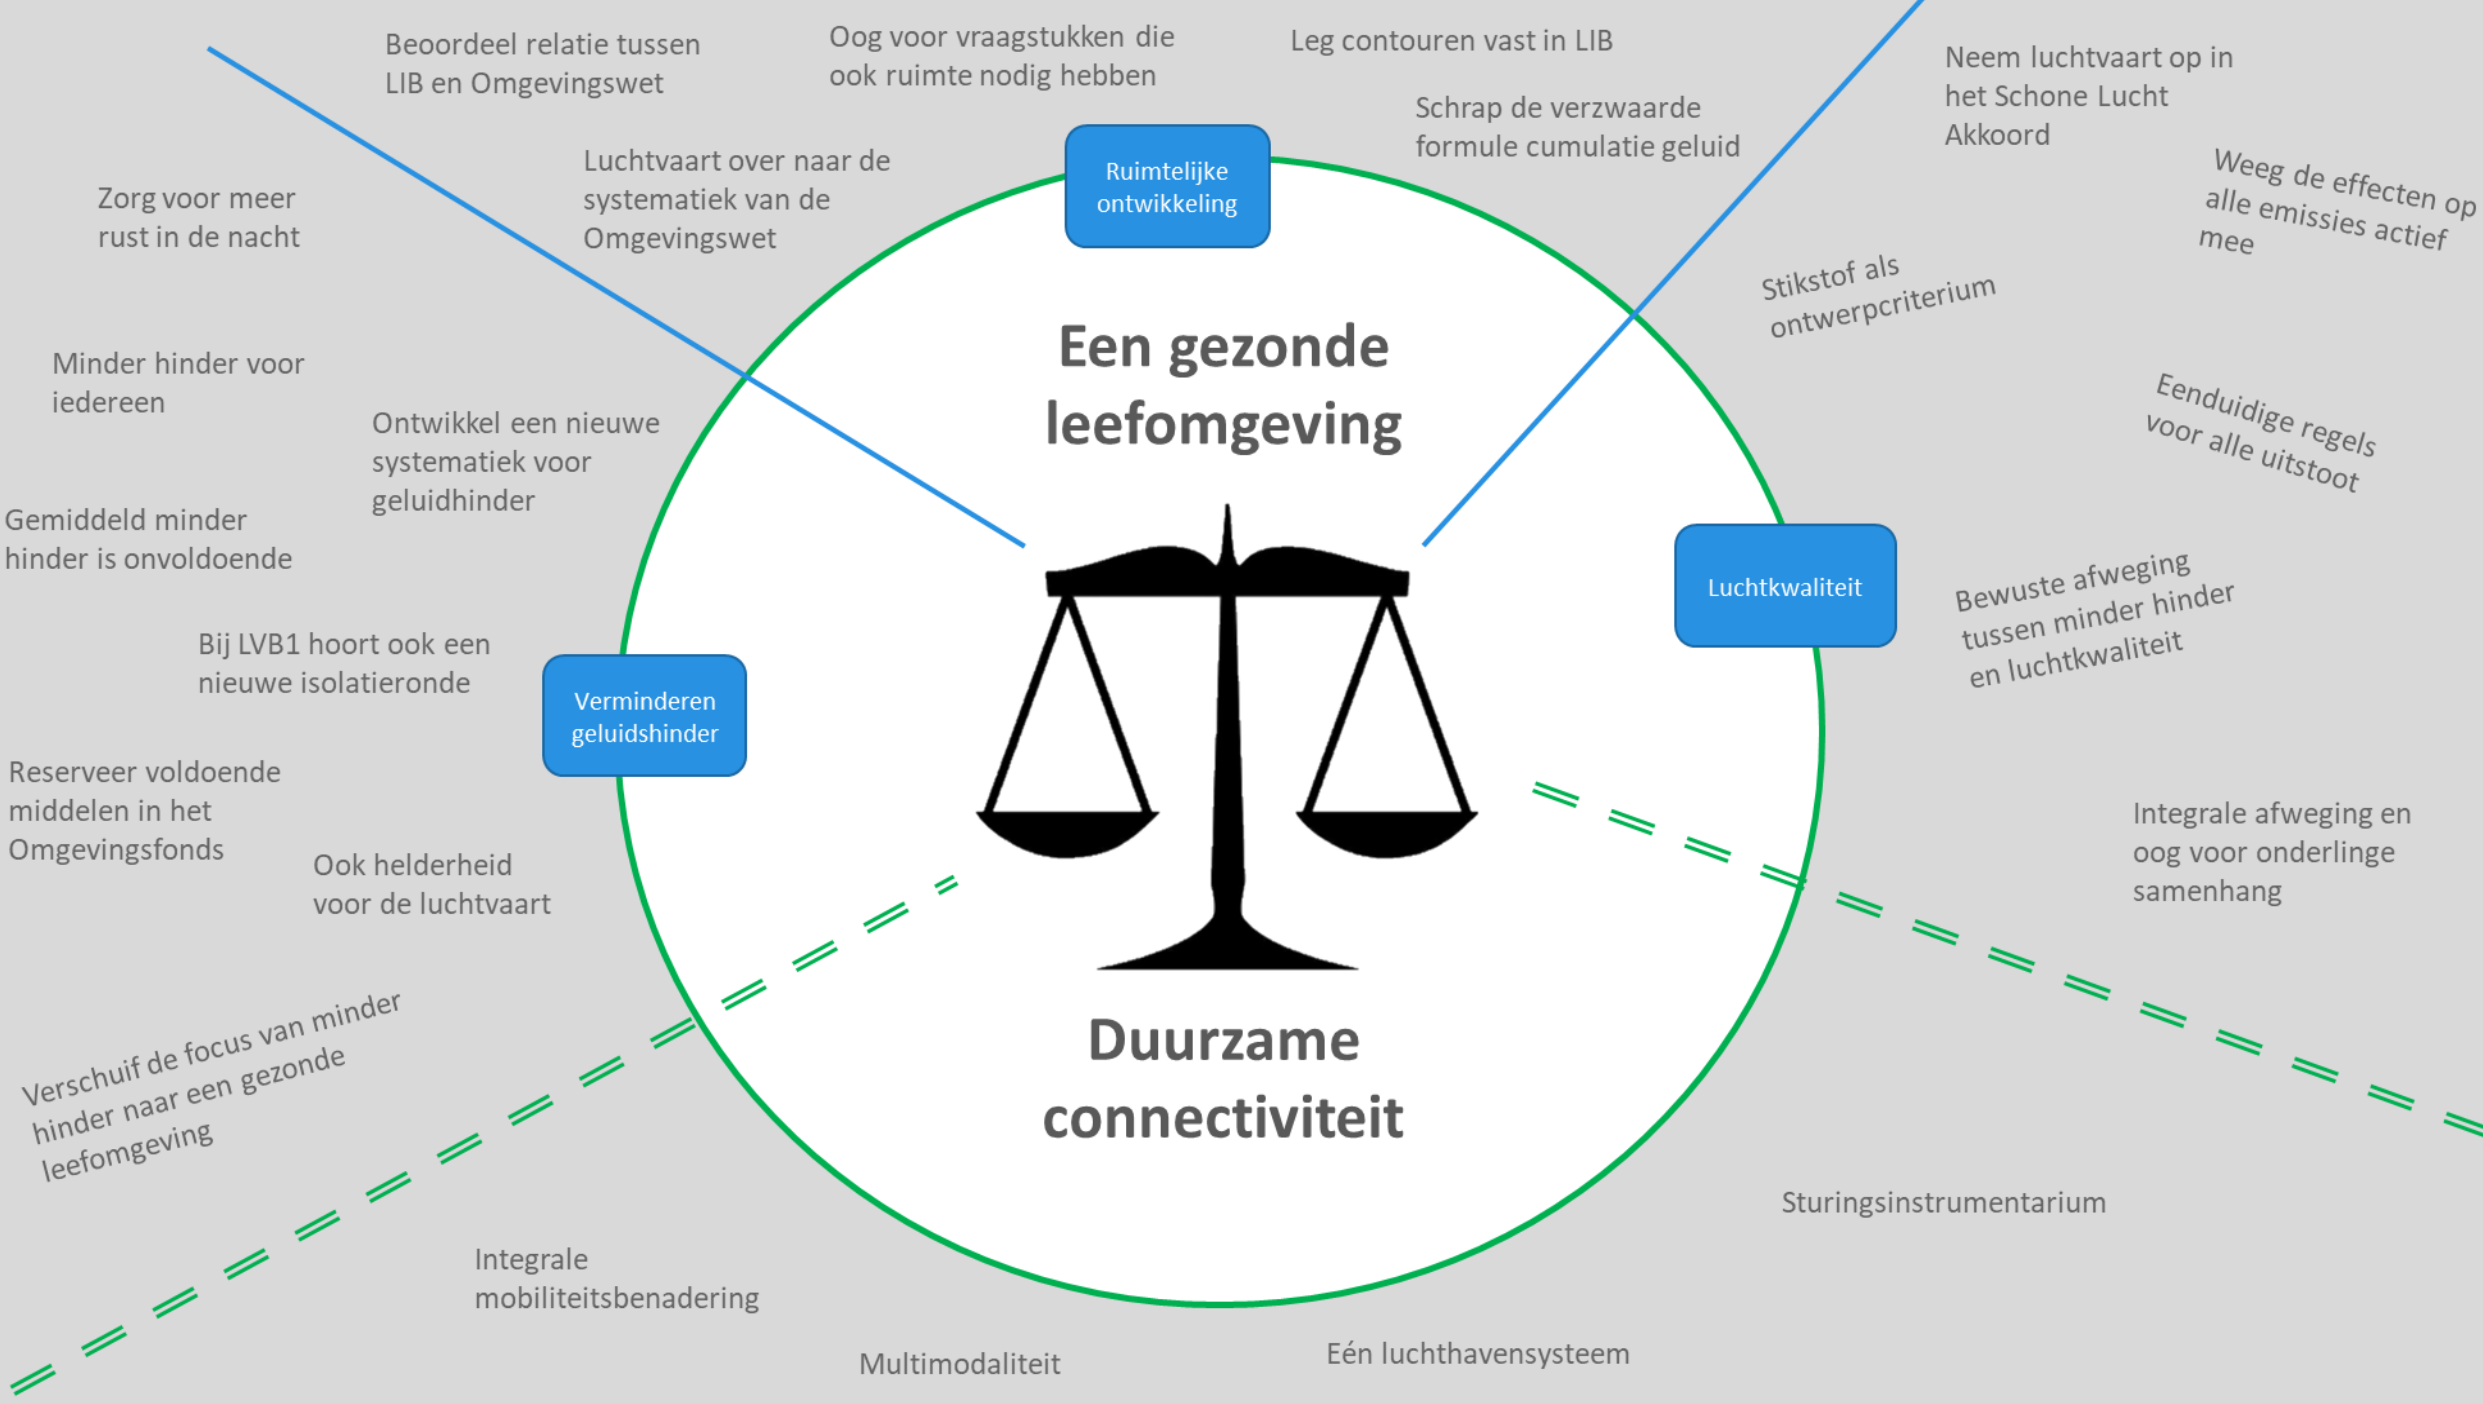 Beoordeel relatie tussen
LIB en Omgevingswet
Oog voor vraagstukken die
ook ruimte nodig hebben
Leg contouren vast in LIB
Schrap de verzwaarde
formule cumulatie geluid
Luchtvaart over naar de
systematiek van de
Omgevingswet
Ruimtelijke
ontwikkeling
Neem luchtvaart op in
het Schone Lucht
Akkoord
Weeg de effecten op
alle emissies actief
mee
Stikstof als
ontwerpcriterium
Eenduidige regels
voor alle uitstoot
Luchtkwaliteit
Bewuste afweging
tussen minder hinder
en luchtkwaliteit
Integrale afweging en
oog voor onderlinge
samenhang
Zorg voor meer
rust in de nacht
Minder hinder voor
iedereen
Ontwikkel een nieuwe
systematiek voor
geluidhinder
Gemiddeld minder
hinder is onvoldoende
Bij LVB1 hoort ook een
nieuwe isolatieronde
Verminderen
geluidshinder
Reserveer voldoende
middelen in het
Omgevingsfonds
Ook helderheid
voor de luchtvaart
Verschuif de focus van minder
hinder naar een gezonde
leefomgeving
Een gezonde
leefomgeving
Duurzame
connectiviteit
Integrale
mobiliteitsbenadering
Multimodaliteit
Eén luchthavensysteem
Sturingsinstrumentarium